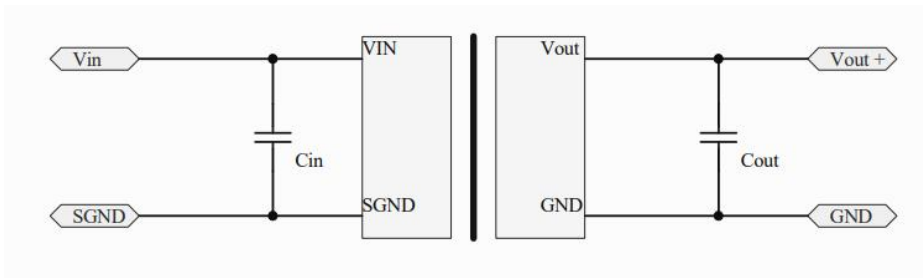 Vin
VIN
Vout
Vout +
Cin
Cout
SGND
SGND
GND
GND